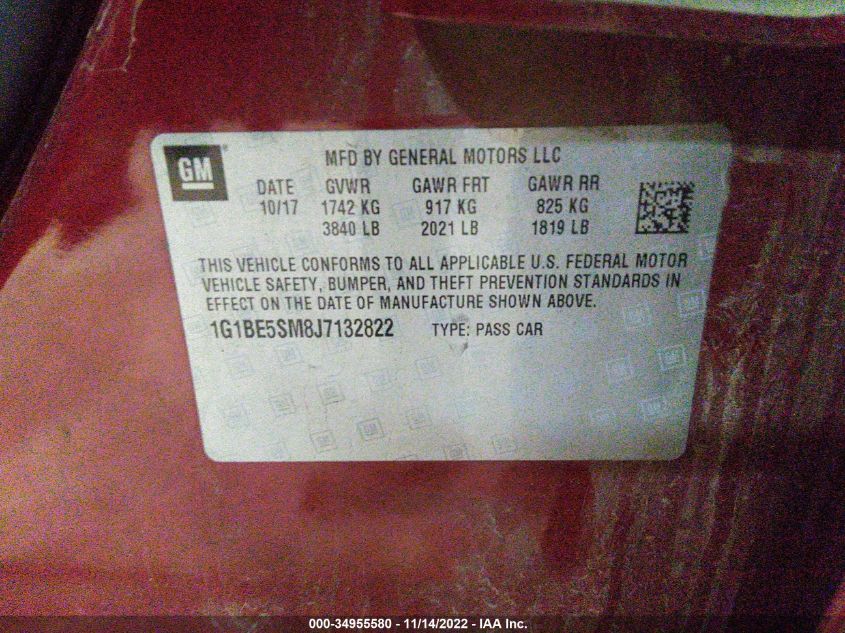 GM
MFD BY GENERAL MOTORS LLC
DATE GVWR GAWR FRT GAWR RR
10/17 1742 KG 917 KG 825 KG
3840 LB 2021 LB 1819 LB
THIS VEHICLE CONFORMS TO ALL APPLICABLE U.S. FEDERAL MOTOR
VEHICLE SAFETY, BUMPER, AND THEFT PREVENTION STANDARDS IN
EFFECT ON THE DATE OF MANUFACTURE SHOWN ABOVE.
1G1BE5SM8J7132822 TYPE: PASS CAR
000-34955580 - 11/14/2022 - IAA Inc.